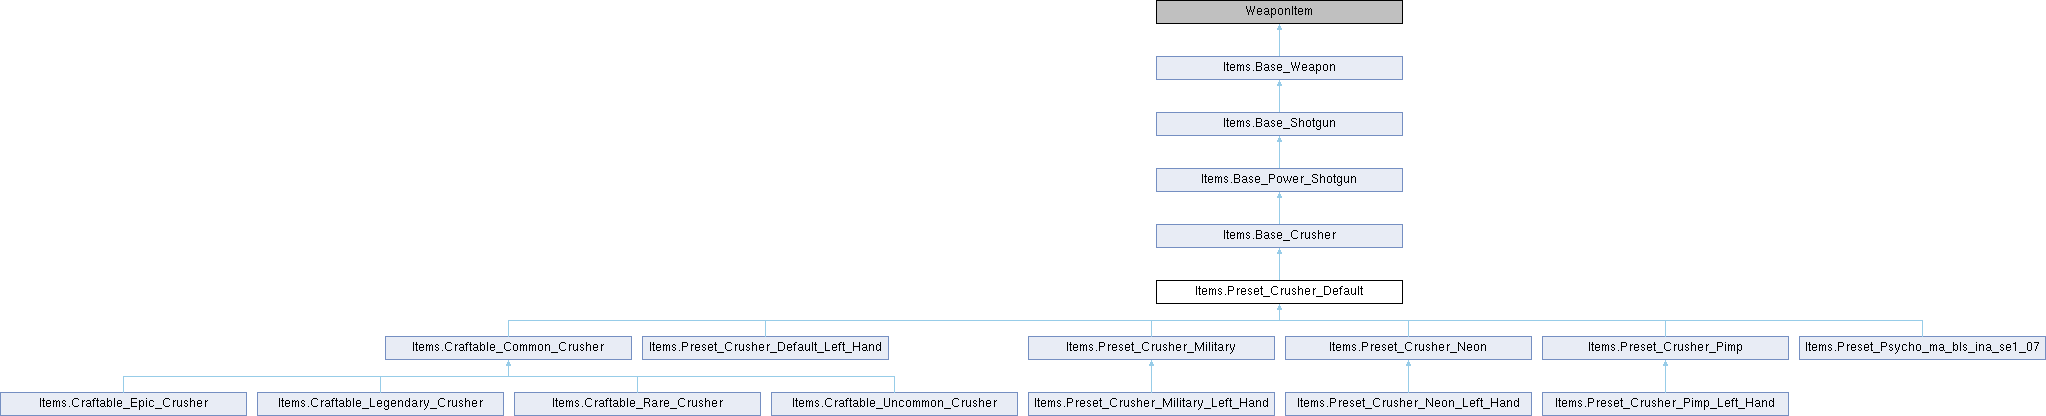 WeaponItem
Items.Base_Weapon
Items.Base_Shotgun
Items.Base_Power_Shotgun
Items.Base_Crusher
Items.Preset_Crusher_Default
Items.Craftable_Common_Crusher
Items.Preset_Crusher_Default_Left_Hand
Items.Preset_Crusher_Military
Items.Preset_Crusher_Neon
Items.Preset_Crusher_Pimp
Items.Preset_Psycho_ma_bls_ina_se1_07
Items.Craftable_Epic_Crusher
Items.Craftable_Legendary_Crusher
Items.Craftable_Rare_Crusher
Items.Craftable_Uncommon_Crusher
Items.Preset_Crusher_Military_Left_Hand
Items.Preset_Crusher_Neon_Left_Hand
Items.Preset_Crusher_Pimp_Left_Hand